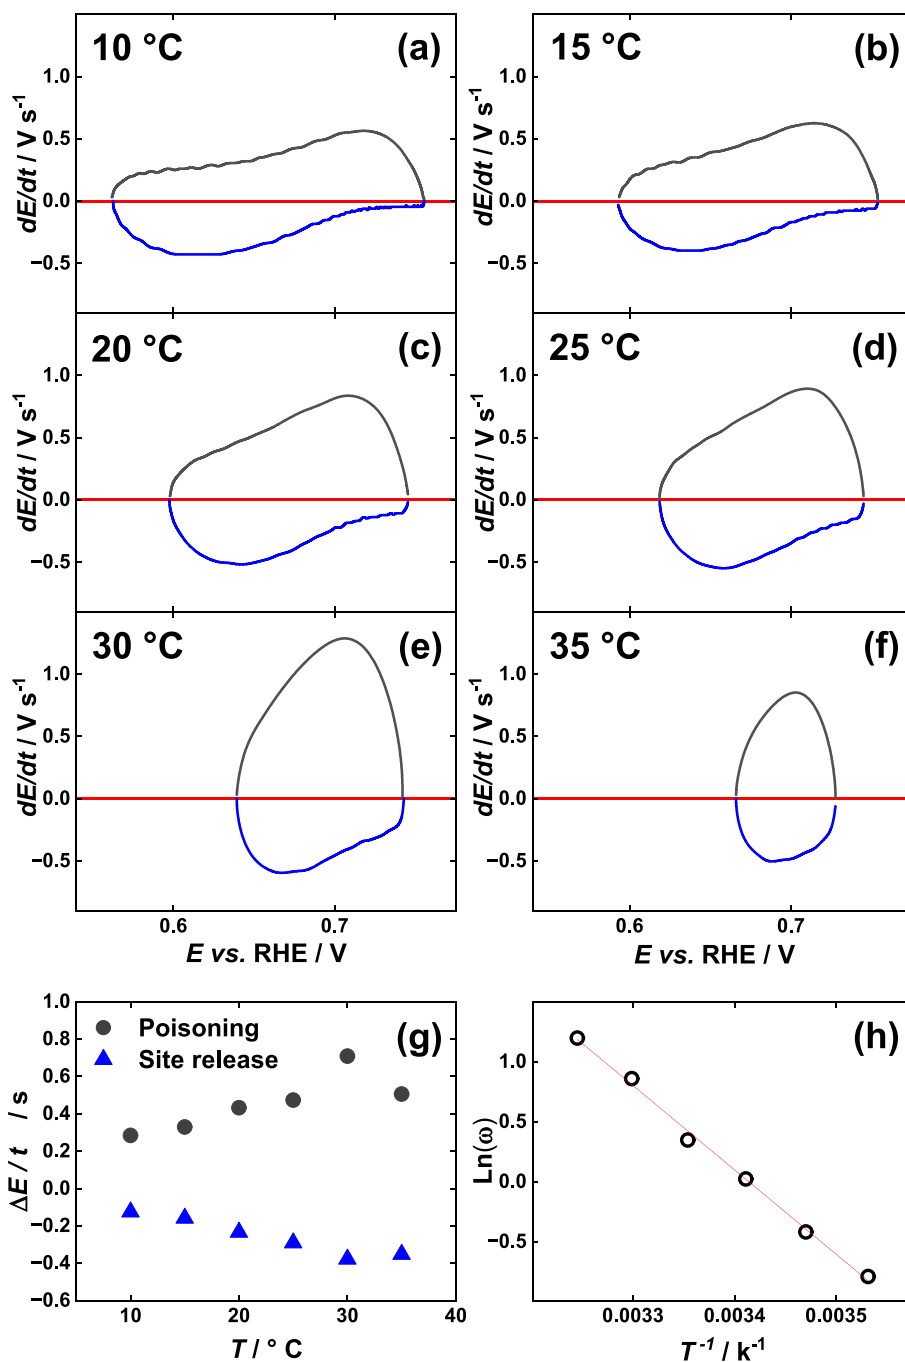 10 °C (a)
15 °C (b)
dE/dt / V s⁻¹
1.0
0.5
0.0
−0.5
dE/dt / V s⁻¹
1.0
0.5
0.0
−0.5
20 °C (c)
25 °C (d)
dE/dt / V s⁻¹
1.0
0.5
0.0
−0.5
dE/dt / V s⁻¹
1.0
0.5
0.0
−0.5
30 °C (e)
35 °C (f)
dE/dt / V s⁻¹
1.0
0.5
0.0
−0.5
dE/dt / V s⁻¹
1.0
0.5
0.0
−0.5
0.6 0.7
0.6 0.7
E vs. RHE / V
E vs. RHE / V
(g)
Poisoning
Site release
ΔE / t / s
1.0
0.8
0.6
0.4
0.2
0.0
−0.2
−0.4
−0.6
10 20 30 40
T / ° C
(h)
Ln(ω)
1.0
0.5
0.0
−0.5
0.0033 0.0034 0.0035
T⁻¹ / k⁻¹